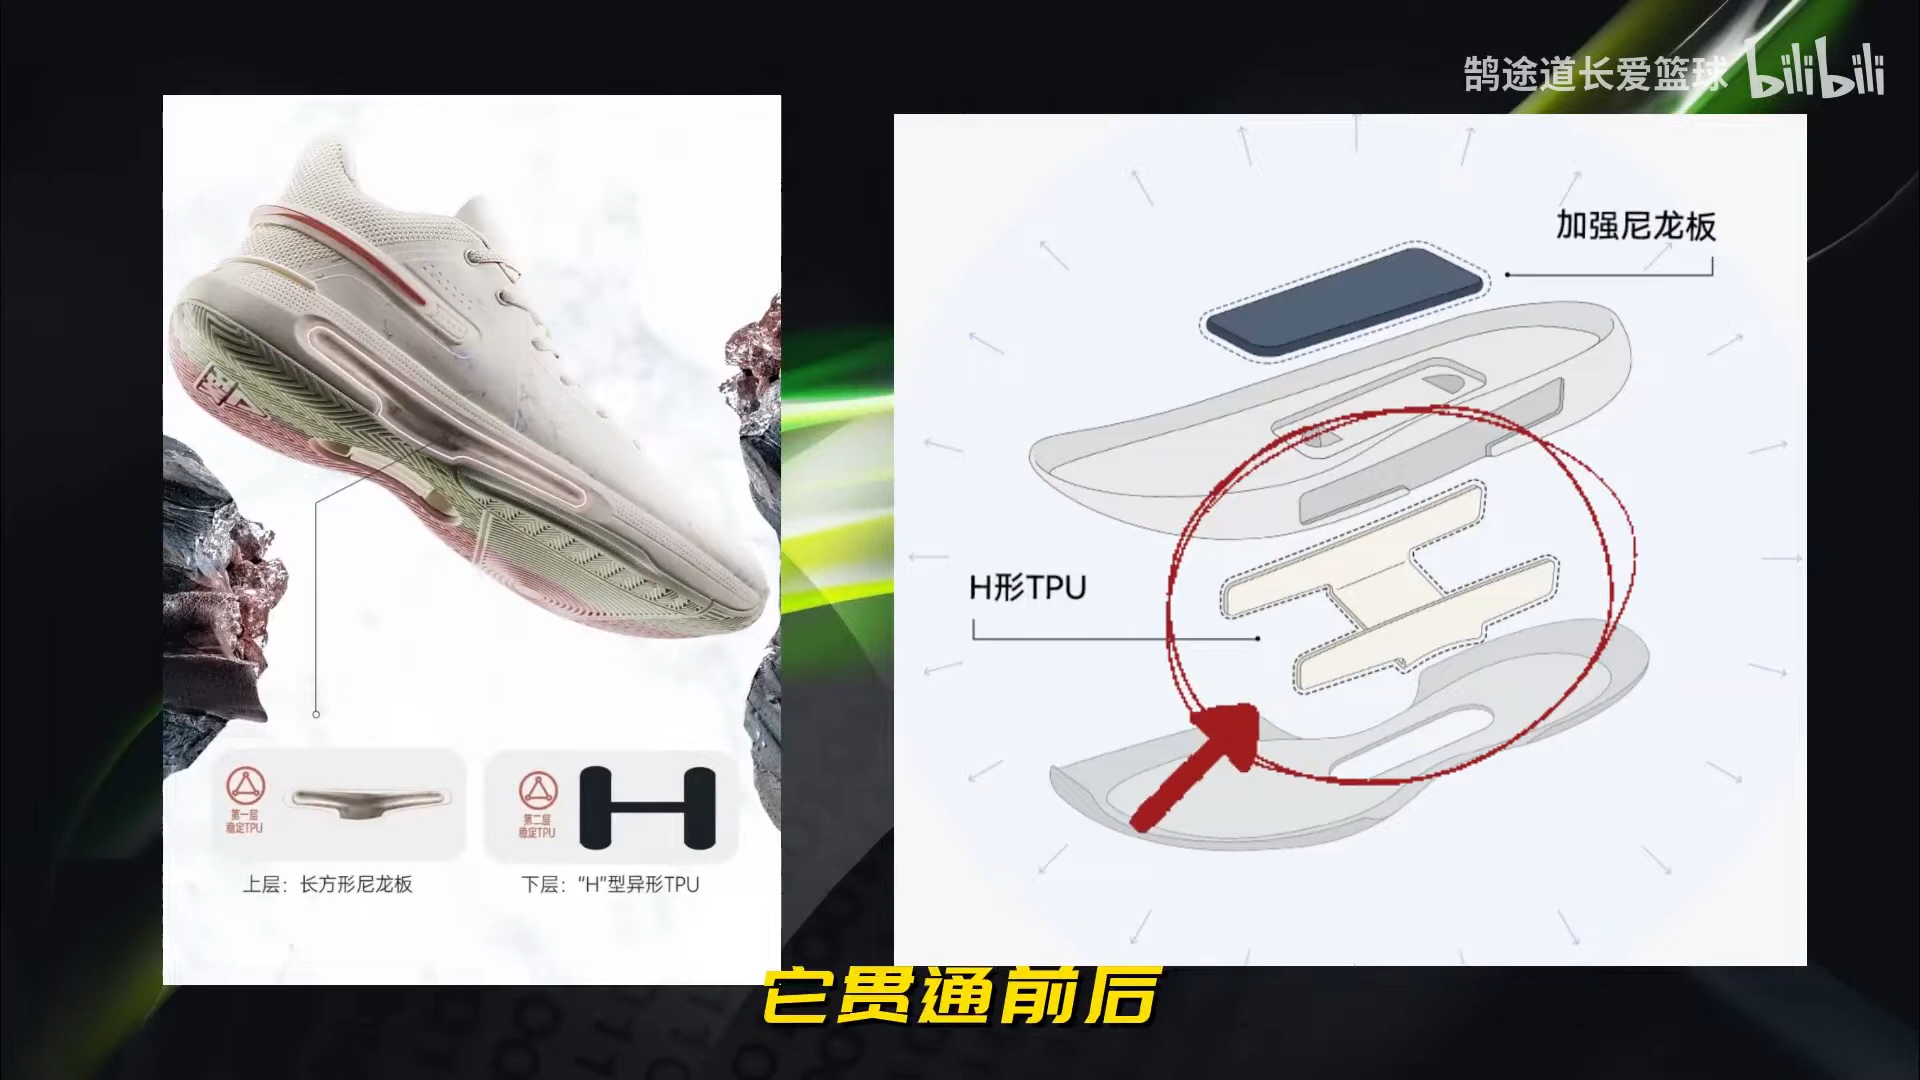 鹄途道长爱篮球 bilibili
加强尼龙板
H形TPU
第一层
稳定TPU
第二层
稳定TPU
上层：长方形尼龙板
下层：“H”型异形TPU
它贯通前后